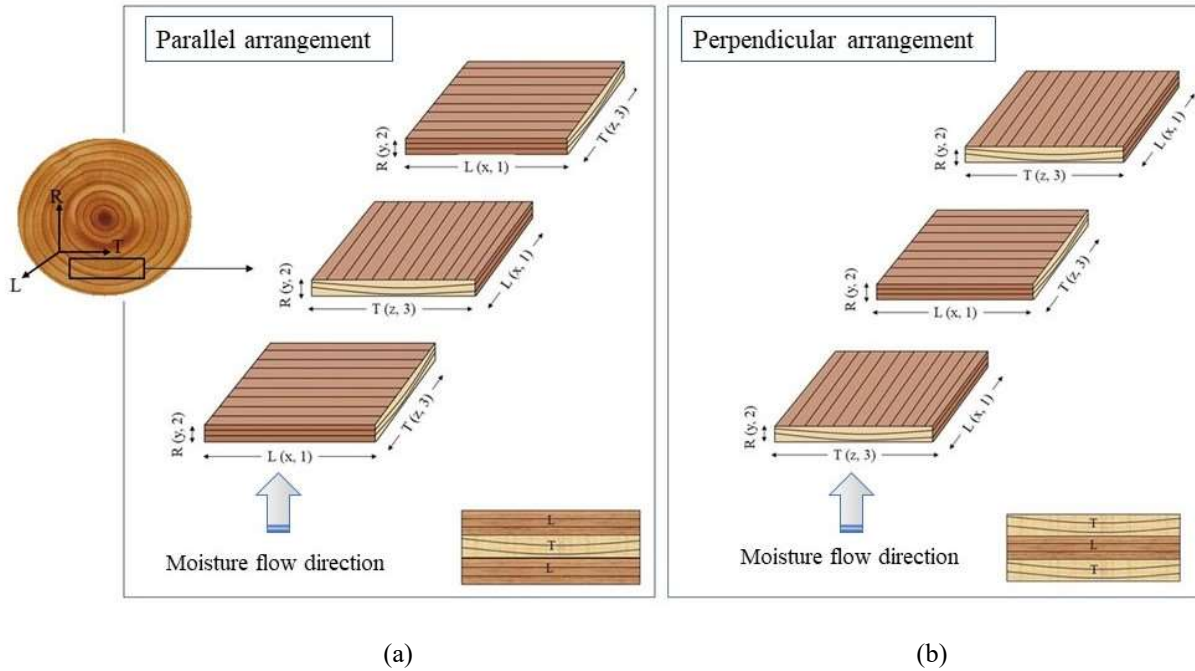 Parallel arrangement
R (y, 2)
L (x, 1)
T (z, 3)
R
T
L
R (y, 2)
T (z, 3)
L (x, 1)
R (y, 2)
L (x, 1)
T (z, 3)
Moisture flow direction
L
T
L
(a)
Perpendicular arrangement
R (y, 2)
T (z, 3)
L (x, 1)
R (y, 2)
L (x, 1)
T (z, 3)
R (y, 2)
T (z, 3)
L (x, 1)
Moisture flow direction
T
L
T
(b)